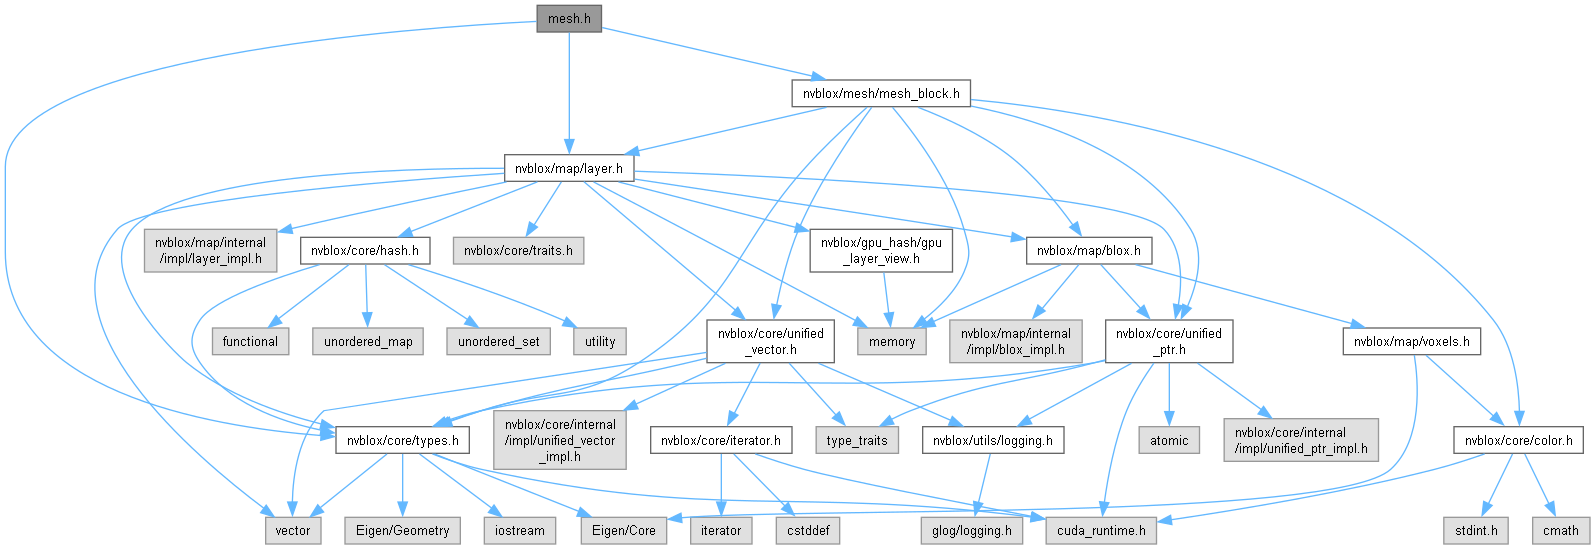 mesh.h
nvblox/mesh/mesh_block.h
nvblox/map/layer.h
nvblox/map/internal
/impl/layer_impl.h
nvblox/core/hash.h
nvblox/core/traits.h
nvblox/gpu_hash/gpu
_layer_view.h
nvblox/map/blox.h
functional
unordered_map
unordered_set
utility
nvblox/core/unified
_vector.h
memory
nvblox/map/internal
/impl/blox_impl.h
nvblox/core/unified
_ptr.h
nvblox/map/voxels.h
nvblox/core/types.h
nvblox/core/internal
/impl/unified_vector
_impl.h
nvblox/core/iterator.h
type_traits
nvblox/utils/logging.h
atomic
nvblox/core/internal
/impl/unified_ptr_impl.h
nvblox/core/color.h
vector
Eigen/Geometry
iostream
Eigen/Core
iterator
cstddef
glog/logging.h
cuda_runtime.h
stdint.h
cmath